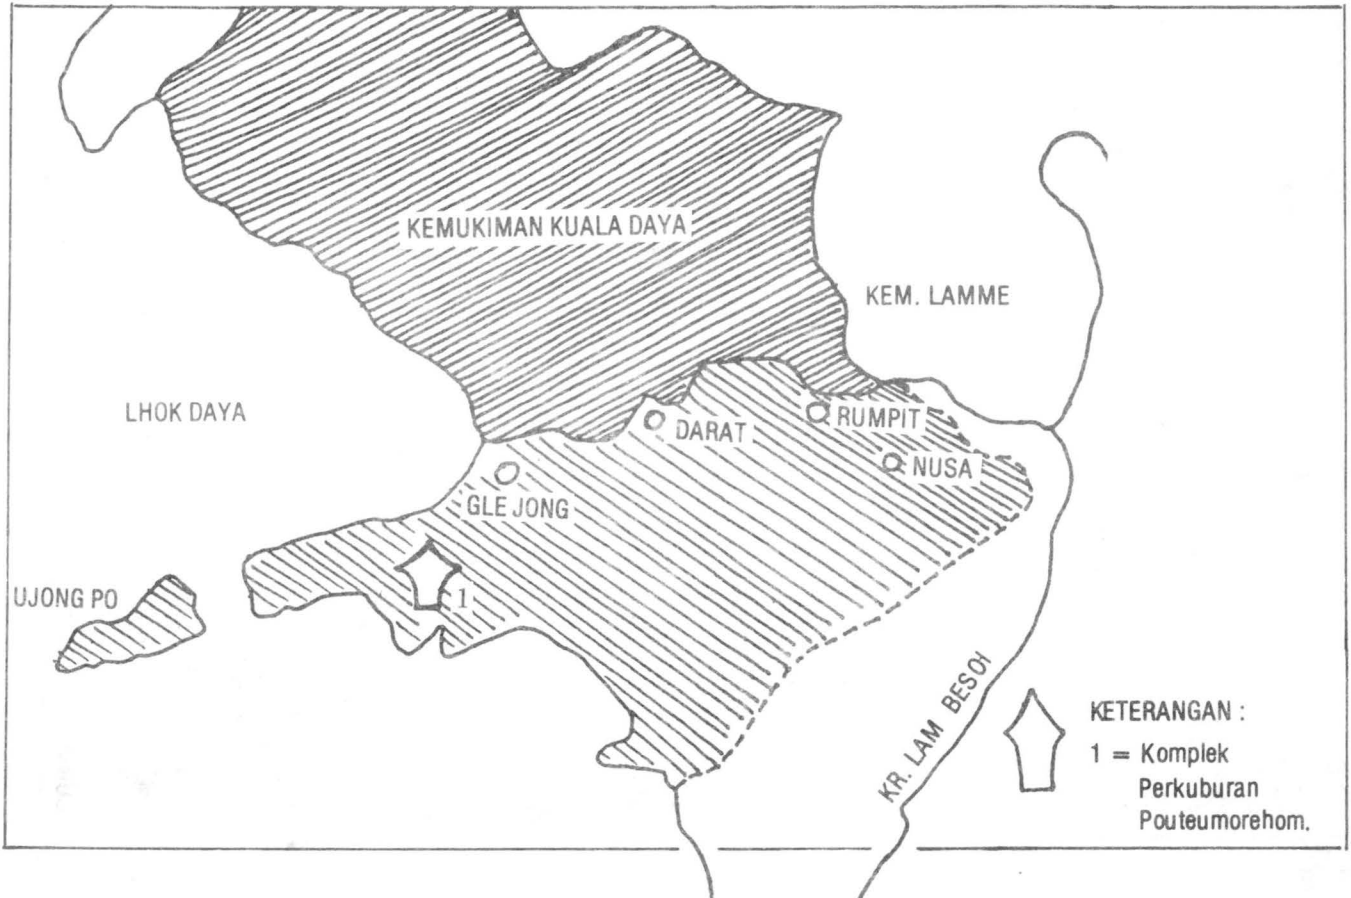 KEMUKIMAN KUALA DAYA
KEM. LAMME
LHOK DAYA
RUMPIT
DARAT
NUSA
GLE JONG
UJONG PO
1
KR. LAM BESOI
KETERANGAN :
1 = Komplek
Perkuburan
Pouteumorehom.